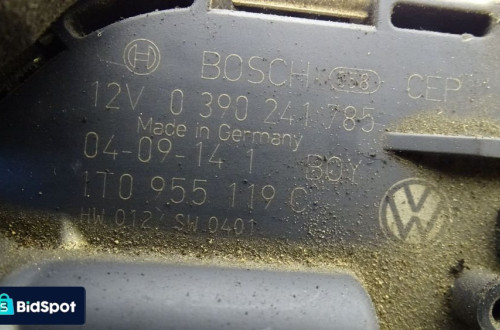 BOSCH CEP
12V 0 390 241 785
Made in Germany
04-09-14 1 BOY
1T0 955 119 C
HW 012 SW 0401
BidSpot